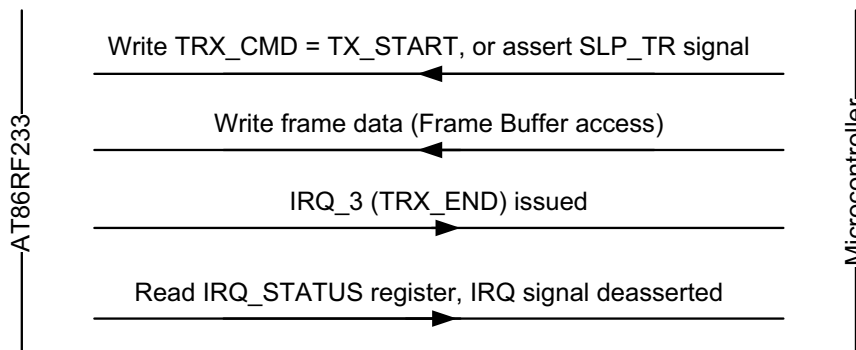 Write TRX_CMD = TX_START, or assert SLP_TR signal
Write frame data (Frame Buffer access)
IRQ_3 (TRX_END) issued
Read IRQ_STATUS register, IRQ signal deasserted
AT86RF233
Microcontroller